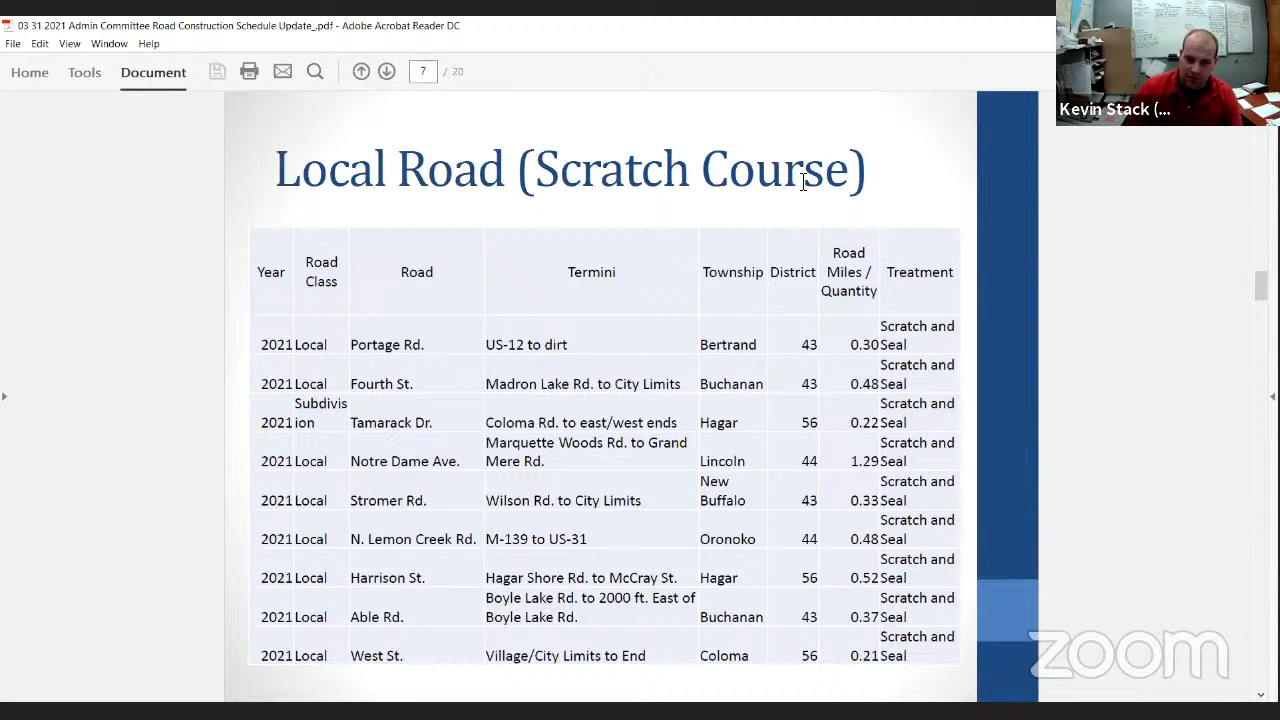 03 31 2021 Admin Committee Road Construction Schedule Update_.pdf - Adobe Acrobat Reader DC
File Edit View Window Help
Home Tools Document 7 / 20
Kevin Stack (...
Local Road (Scratch Course)
Year Road Class Road Termini Township District Road Miles / Quantity Treatment
2021 Local Portage Rd. US-12 to dirt Bertrand 43 0.30 Scratch and Seal
2021 Local Fourth St. Madron Lake Rd. to City Limits Buchanan 43 0.48 Scratch and Seal
2021 Subdivision Tamarack Dr. Coloma Rd. to east/west ends Hagar 56 0.22 Scratch and Seal
2021 Local Notre Dame Ave. Marquette Woods Rd. to Grand Mere Rd. Lincoln 44 1.29 Scratch and Seal
2021 Local Stromer Rd. Wilson Rd. to City Limits New Buffalo 43 0.33 Scratch and Seal
2021 Local N. Lemon Creek Rd. M-139 to US-31 Oronoko 44 0.48 Scratch and Seal
2021 Local Harrison St. Hagar Shore Rd. to McCray St. Hagar 56 0.52 Scratch and Seal
2021 Local Able Rd. Boyle Lake Rd. to 2000 ft. East of Boyle Lake Rd. Buchanan 43 0.37 Scratch and Seal
2021 Local West St. Village/City Limits to End Coloma 56 0.21 Scratch and Seal
zoom